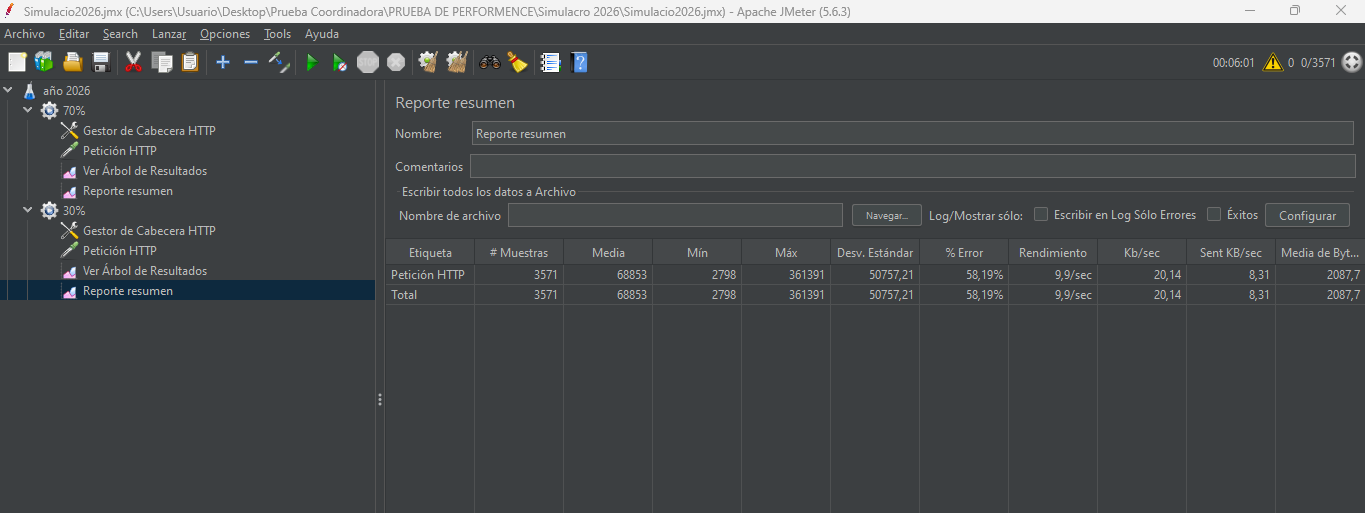 Simulacio2026.jmx (C:\Users\Usuario\Desktop\Prueba Coordinadora\PRUEBA DE PERFORMENCE\Simulacro 2026\Simulacio2026.jmx) - Apache JMeter (5.6.3)
Archivo Editar Search Lanzar Opciones Tools Ayuda
STOP 00:06:01 0 0/3571
año 2026
70%
Gestor de Cabecera HTTP
Petición HTTP
Ver Árbol de Resultados
Reporte resumen
30%
Gestor de Cabecera HTTP
Petición HTTP
Ver Árbol de Resultados
Reporte resumen
Reporte resumen
Nombre: Reporte resumen
Comentarios
Escribir todos los datos a Archivo
Nombre de archivo Navegar... Log/Mostrar sólo: Escribir en Log Sólo Errores Éxitos Configurar
Etiqueta # Muestras Media Mín Máx Desv. Estándar % Error Rendimiento Kb/sec Sent KB/sec Media de Byt...
Petición HTTP 3571 68853 2798 361391 50757,21 58,19% 9,9/sec 20,14 8,31 2087,7
Total 3571 68853 2798 361391 50757,21 58,19% 9,9/sec 20,14 8,31 2087,7